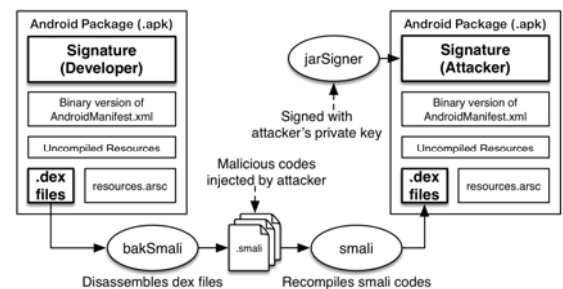 Android Package (.apk)
Signature
(Developer)
Binary version of
AndroidManifest.xml
Uncompiled Resources
.dex
files
resources.arsc
bakSmali
Disassembles dex files
Malicious codes
injected by attacker
.smali
smali
Recompiles smali codes
jarSigner
Signed with
attacker's private key
Android Package (.apk)
Signature
(Attacker)
Binary version of
AndroidManifest.xml
Uncompiled Resources
.dex
files
resources.arsc